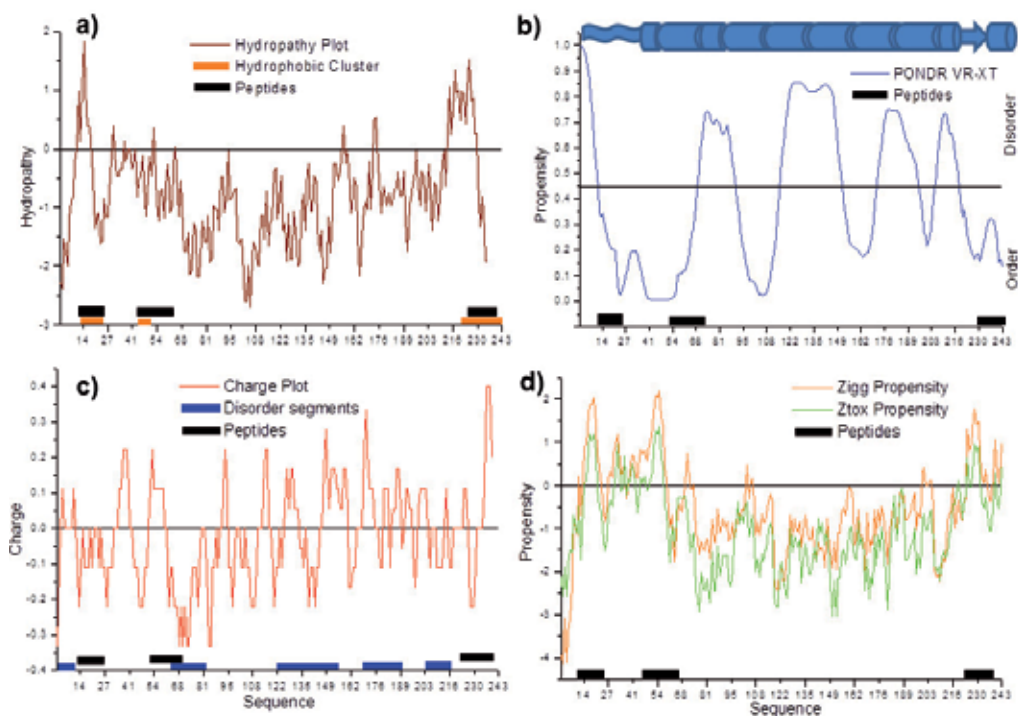 a)
Hydropathy Plot
Hydrophobic Cluster
Peptides
2
1
0
-1
-2
-3
Hydropathy
14 27 41 54 68 81 95 108 122 135 149 162 176 189 203 216 230 243
b)
PONDR VR-XT
Peptides
1.0
0.9
0.8
0.7
0.6
0.5
0.4
0.3
0.2
0.1
0.0
Propensity
Disorder
Order
14 27 41 54 68 81 95 108 122 135 149 162 176 189 203 216 230 243
c)
Charge Plot
Disorder segments
Peptides
0.4
0.3
0.2
0.1
0.0
-0.1
-0.2
-0.3
-0.4
Charge
14 27 41 54 68 81 95 108 122 135 149 162 176 189 203 216 230 243
Sequence
d)
Zigg Propensity
Ztox Propensity
Peptides
2
1
0
-1
-2
-3
-4
Propensity
14 27 41 54 68 81 95 108 122 135 149 162 176 189 203 216 230 243
Sequence